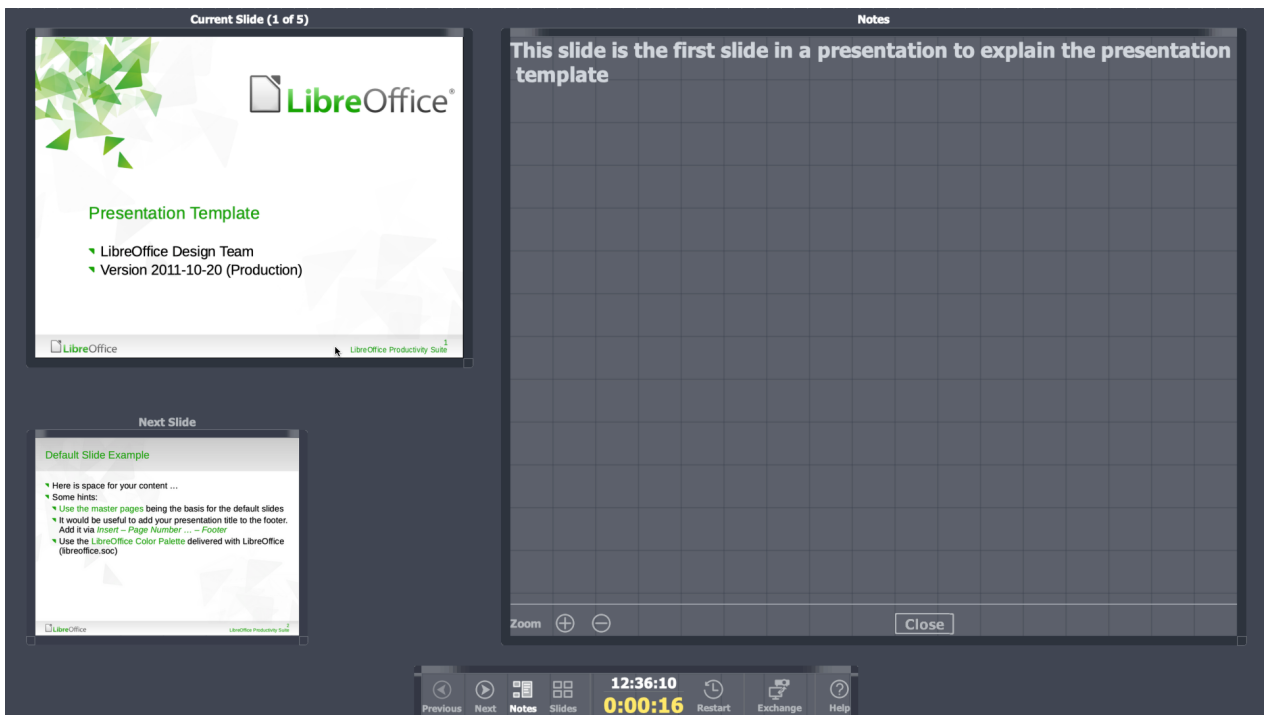 Current Slide (1 of 5)
LibreOffice®
Presentation Template
LibreOffice Design Team
Version 2011-10-20 (Production)
LibreOffice
1
LibreOffice Productivity Suite
Next Slide
Default Slide Example
Here is space for your content …
Some hints:
Use the master pages being the basis for the default slides
It would be useful to add your presentation title to the footer.
Add it via Insert – Page Number … – Footer
Use the LibreOffice Color Palette delivered with LibreOffice
(libreoffice.soc)
LibreOffice
2
LibreOffice Productivity Suite
Notes
This slide is the first slide in a presentation to explain the presentation
template
Zoom
Close
Previous
Next
Notes
Slides
12:36:10
0:00:16
Restart
Exchange
Help